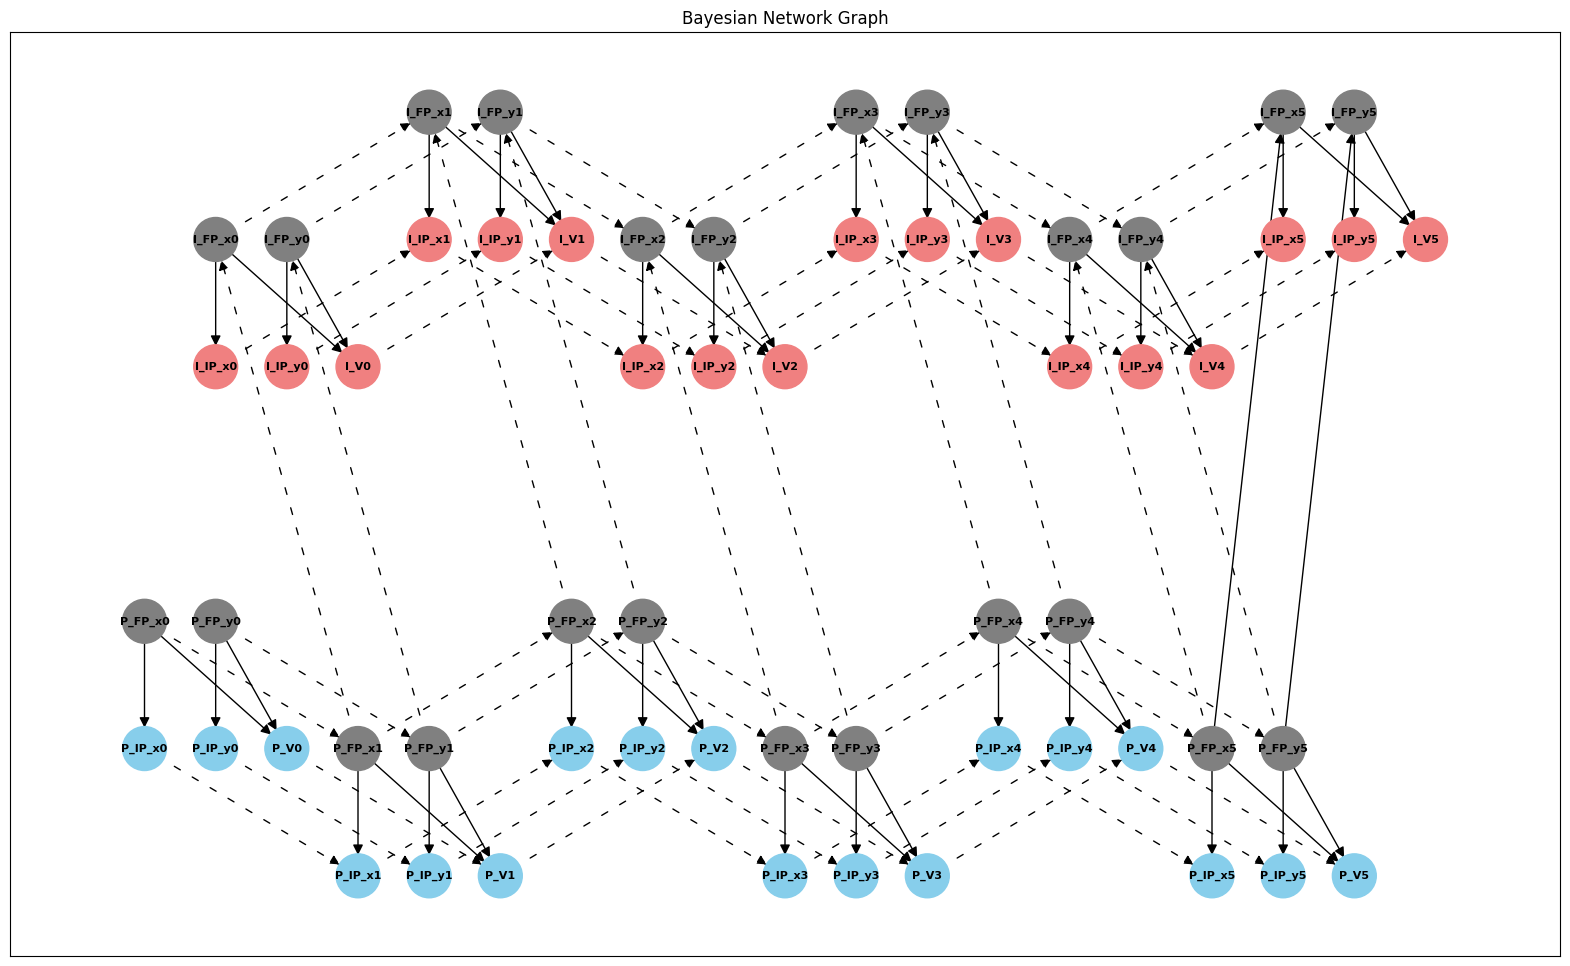 Bayesian Network Graph
I_FP_x1 I_FP_y1 I_FP_x3 I_FP_y3 I_FP_x5 I_FP_y5
I_FP_x0 I_FP_y0 I_IP_x1 I_IP_y1 I_V1 I_FP_x2 I_FP_y2 I_IP_x3 I_IP_y3 I_V3 I_FP_x4 I_FP_y4 I_IP_x5 I_IP_y5 I_V5
I_IP_x0 I_IP_y0 I_V0 I_IP_x2 I_IP_y2 I_V2 I_IP_x4 I_IP_y4 I_V4
P_FP_x0 P_FP_y0 P_FP_x2 P_FP_y2 P_FP_x4 P_FP_y4
P_IP_x0 P_IP_y0 P_V0 P_FP_x1 P_FP_y1 P_IP_x2 P_IP_y2 P_V2 P_FP_x3 P_FP_y3 P_IP_x4 P_IP_y4 P_V4 P_FP_x5 P_FP_y5
P_IP_x1 P_IP_y1 P_V1 P_IP_x3 P_IP_y3 P_V3 P_IP_x5 P_IP_y5 P_V5